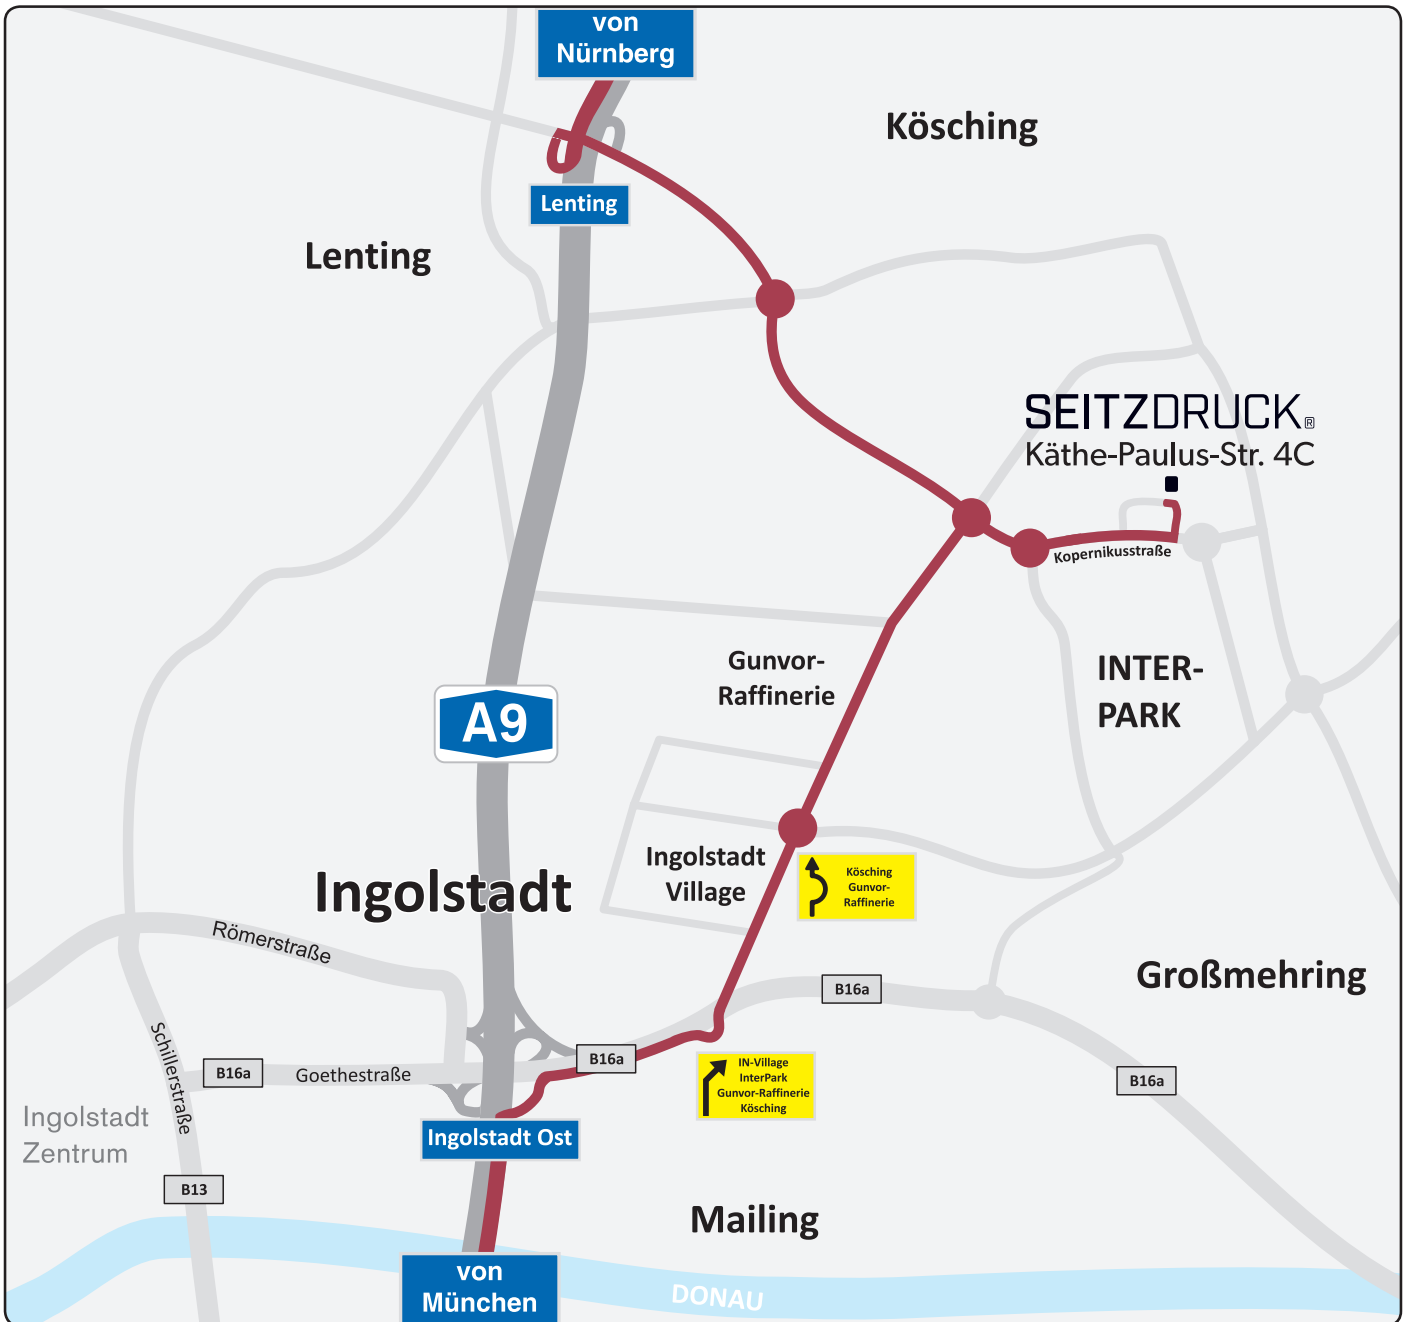 von
Nürnberg
Kösching
Lenting
Lenting
SEITZDRUCK®
Käthe-Paulus-Str. 4C
Kopernikusstraße
Gunvor-
Raffinerie
INTER-
PARK
A9
Ingolstadt
Village
Kösching
Gunvor-
Raffinerie
Ingolstadt
Römerstraße
Großmehring
B16a
Schillerstraße
B16a
Goethestraße
B16a
IN-Village
InterPark
Gunvor-Raffinerie
Kösching
B16a
Ingolstadt
Zentrum
Ingolstadt Ost
B13
Mailing
von
München
DONAU